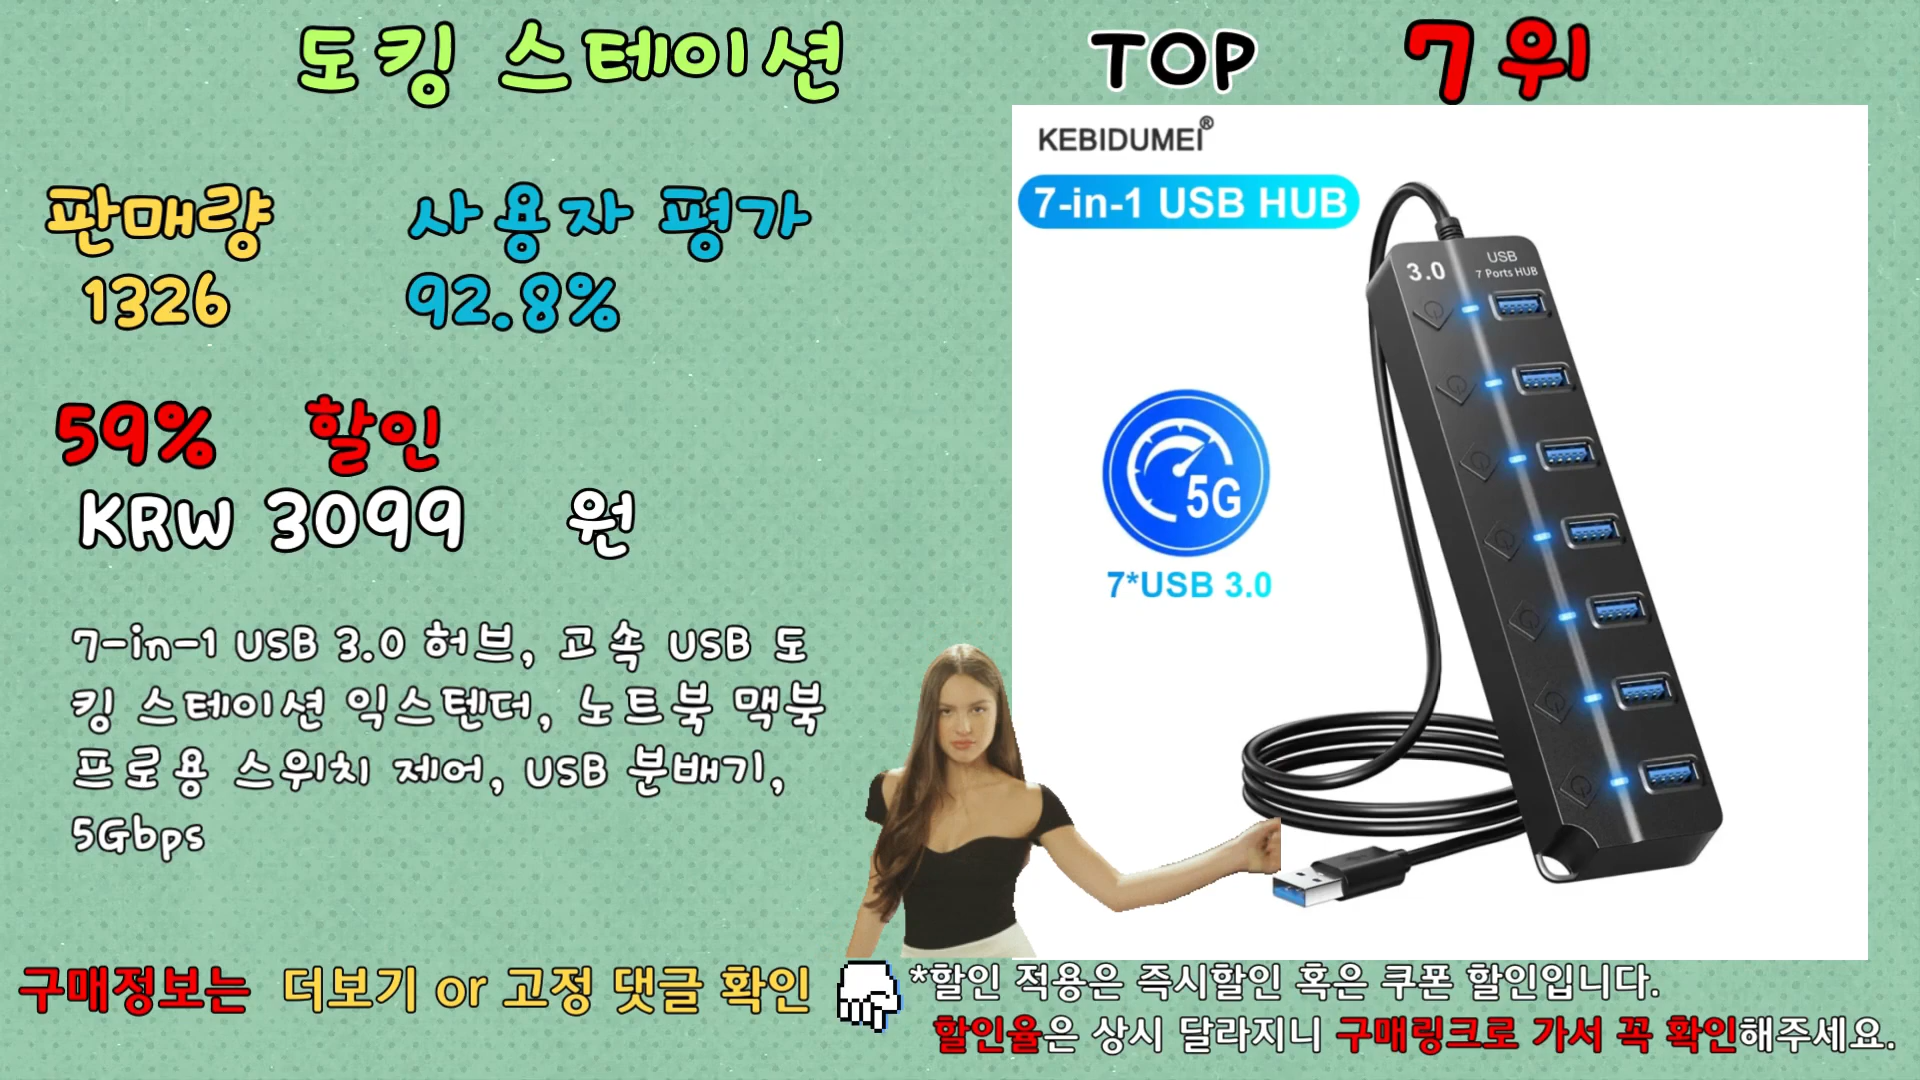 도킹 스테이션 TOP 7위
KEBIDUMEI®
7-in-1 USB HUB
판매량 사용자 평가
1326 92.8%
3.0 USB
7 Ports HUB
59% 할인
KRW 3099 원
5G
7*USB 3.0
7-in-1 USB 3.0 허브, 고속 USB 도
킹 스테이션 익스텐더, 노트북 맥북
프로용 스위치 제어, USB 분배기,
5Gbps
구매정보는 더보기 or 고정 댓글 확인
*할인 적용은 즉시할인 혹은 쿠폰 할인입니다.
할인율은 상시 달라지니 구매링크로 가서 꼭 확인해주세요.